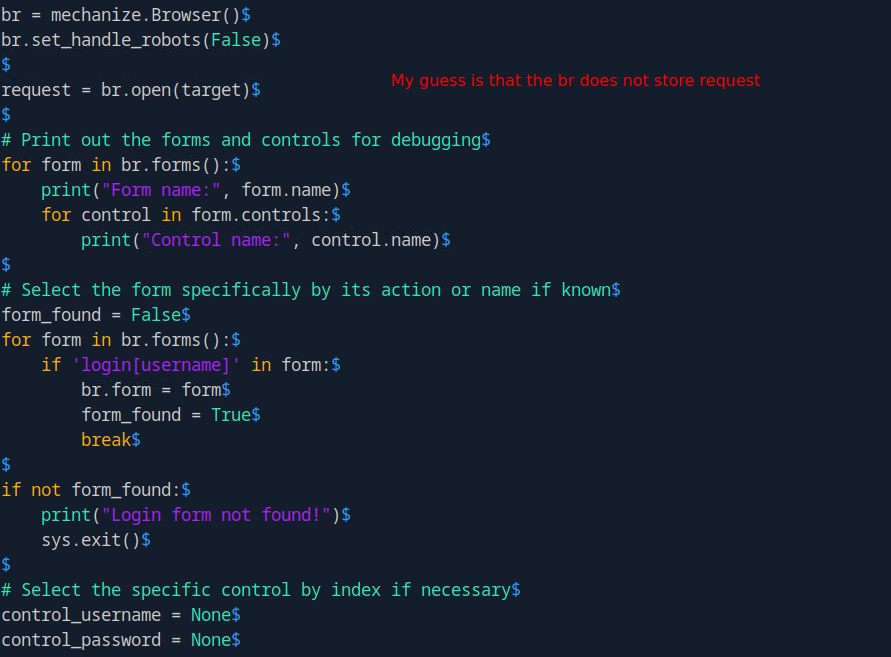 br = mechanize.Browser()$
br.set_handle_robots(False)$
$
My guess is that the br does not store request
request = br.open(target)$
$
# Print out the forms and controls for debugging$
for form in br.forms():$
    print("Form name:", form.name)$
    for control in form.controls:$
        print("Control name:", control.name)$
$
# Select the form specifically by its action or name if known$
form_found = False$
for form in br.forms():$
    if 'login[username]' in form:$
        br.form = form$
        form_found = True$
        break$
$
if not form_found:$
    print("Login form not found!")$
    sys.exit()$
$
# Select the specific control by index if necessary$
control_username = None$
control_password = None$